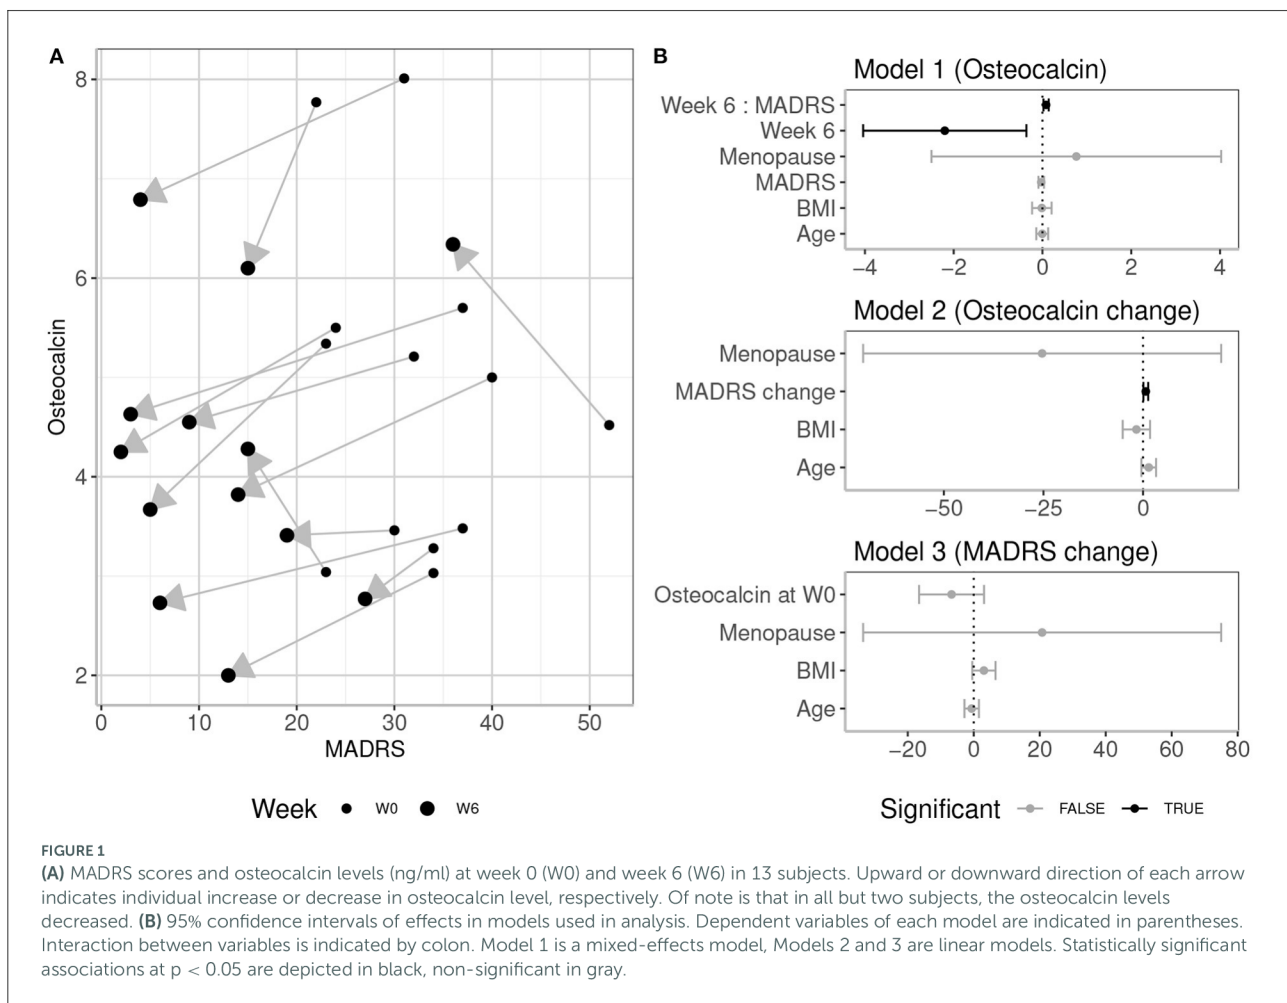 A
8
6
4
2
Osteocalcin
0 10 20 30 40 50
MADRS
Week W0 W6
B
Model 1 (Osteocalcin)
Week 6 : MADRS
Week 6
Menopause
MADRS
BMI
Age
−4 −2 0 2 4
Model 2 (Osteocalcin change)
Menopause
MADRS change
BMI
Age
−50 −25 0
Model 3 (MADRS change)
Osteocalcin at W0
Menopause
BMI
Age
−20 0 20 40 60 80
Significant FALSE TRUE
FIGURE 1
(A) MADRS scores and osteocalcin levels (ng/ml) at week 0 (W0) and week 6 (W6) in 13 subjects. Upward or downward direction of each arrow
indicates individual increase or decrease in osteocalcin level, respectively. Of note is that in all but two subjects, the osteocalcin levels
decreased. (B) 95% confidence intervals of effects in models used in analysis. Dependent variables of each model are indicated in parentheses.
Interaction between variables is indicated by colon. Model 1 is a mixed-effects model, Models 2 and 3 are linear models. Statistically significant
associations at p < 0.05 are depicted in black, non-significant in gray.